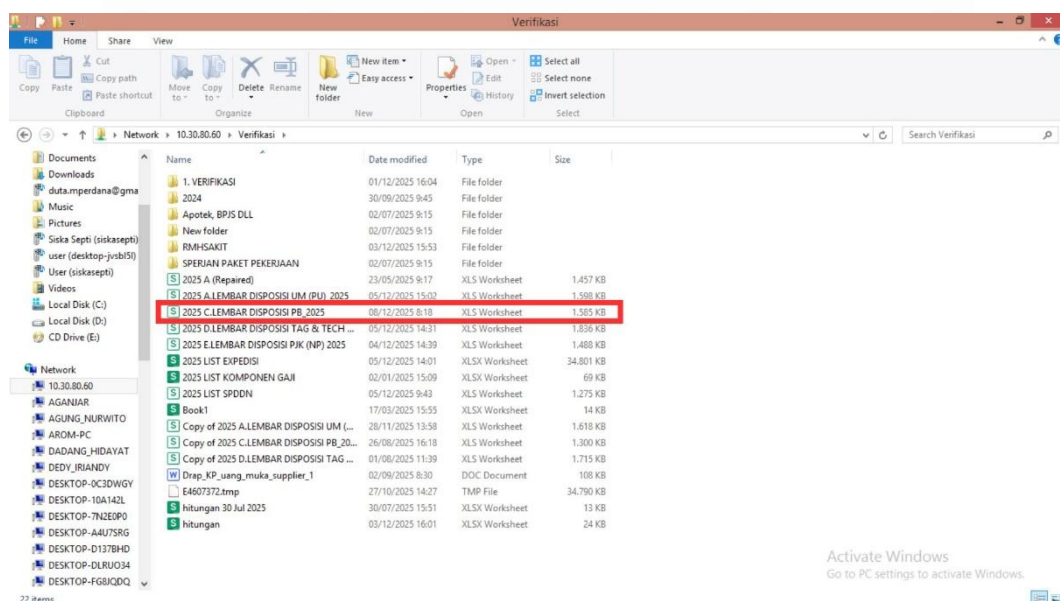 Verifikasi
File Home Share View
Copy Paste Cut Copy path Paste shortcut
Move to Copy to Delete Rename New folder
New item Easy access
Properties Open Edit History
Select all Select none Invert selection
Clipboard Organize New Open Select
Network 10.30.80.60 Verifikasi Search Verifikasi
Documents
Downloads
duta.mperdana@gma
Music
Pictures
Siska Septi (siskasepti)
user (desktop-jvsbl5l)
User (siskasepti)
Videos
Local Disk (C:)
Local Disk (D:)
CD Drive (E:)
Network
10.30.80.60
AGANJAR
AGUNG_NURWITO
AROM-PC
DADANG_HIDAYAT
DEDY_IRIANDY
DESKTOP-0C3DWGY
DESKTOP-10A142L
DESKTOP-7N2E0P0
DESKTOP-A4U7SRG
DESKTOP-D137BHD
DESKTOP-DLRUO34
DESKTOP-FG8JQDQ
Name Date modified Type Size
1. VERIFIKASI 01/12/2025 16:04 File folder
2024 30/09/2025 9:45 File folder
Apotek, BPJS DLL 02/07/2025 9:15 File folder
New folder 02/07/2025 9:15 File folder
RMHSAKIT 03/12/2025 15:53 File folder
SPERJAN PAKET PEKERJAAN 02/07/2025 9:15 File folder
2025 A (Repaired) 23/05/2025 9:17 XLS Worksheet 1.457 KB
2025 A.LEMBAR DISPOSISI UM (PU) 2025 05/12/2025 15:02 XLS Worksheet 1.598 KB
2025 C.LEMBAR DISPOSISI PB_2025 08/12/2025 8:18 XLS Worksheet 1.585 KB
2025 D.LEMBAR DISPOSISI TAG & TECH ... 05/12/2025 14:31 XLS Worksheet 1.836 KB
2025 E.LEMBAR DISPOSISI PJK (NP) 2025 04/12/2025 14:39 XLS Worksheet 1.488 KB
2025 LIST EXPEDISI 05/12/2025 14:01 XLSX Worksheet 34.801 KB
2025 LIST KOMPONEN GAJI 02/01/2025 15:09 XLSX Worksheet 69 KB
2025 LIST SPDDN 05/12/2025 9:43 XLS Worksheet 1.275 KB
Book1 17/03/2025 15:55 XLSX Worksheet 14 KB
Copy of 2025 A.LEMBAR DISPOSISI UM (... 28/11/2025 13:58 XLS Worksheet 1.618 KB
Copy of 2025 C.LEMBAR DISPOSISI PB_20... 26/08/2025 16:18 XLS Worksheet 1.300 KB
Copy of 2025 D.LEMBAR DISPOSISI TAG ... 01/08/2025 11:39 XLS Worksheet 1.715 KB
Drap_KP_uang_muka_supplier_1 02/09/2025 8:30 DOC Document 108 KB
E4607372.tmp 27/10/2025 14:27 TMP File 34.790 KB
hitungan 30 Jul 2025 30/07/2025 15:51 XLSX Worksheet 13 KB
hitungan 03/12/2025 16:01 XLSX Worksheet 24 KB
Activate Windows
Go to PC settings to activate Windows.
22 items